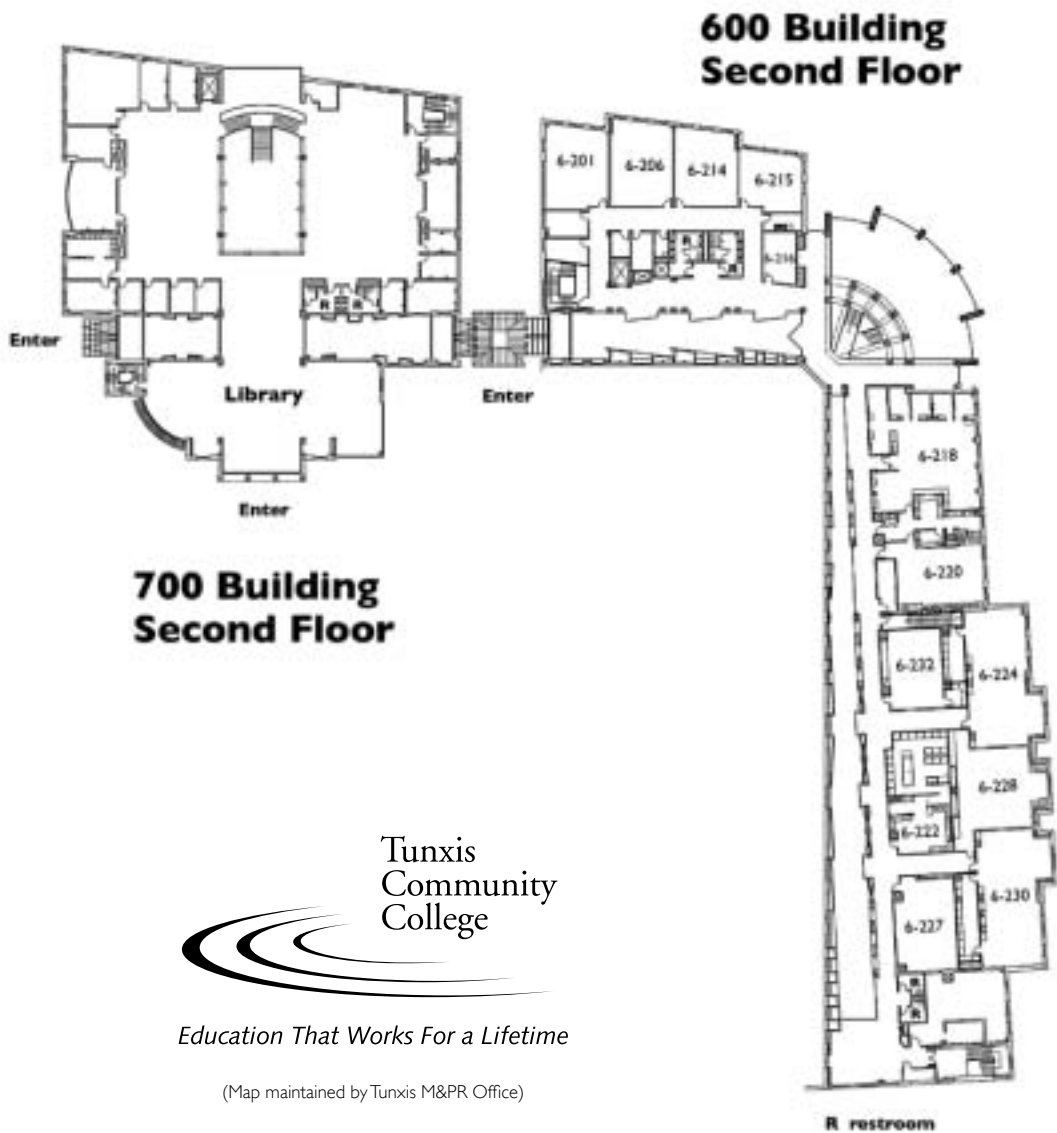 600 Building
Second Floor
6-201
6-206
6-214
6-215
R
R
6-216
R
R
Enter
Library
Enter
Enter
6-218
700 Building
Second Floor
6-220
6-232
6-224
6-228
6-222
6-230
6-227
R
R
Tunxis
Community
College
Education That Works For a Lifetime
(Map maintained by Tunxis M&PR Office)
R restroom